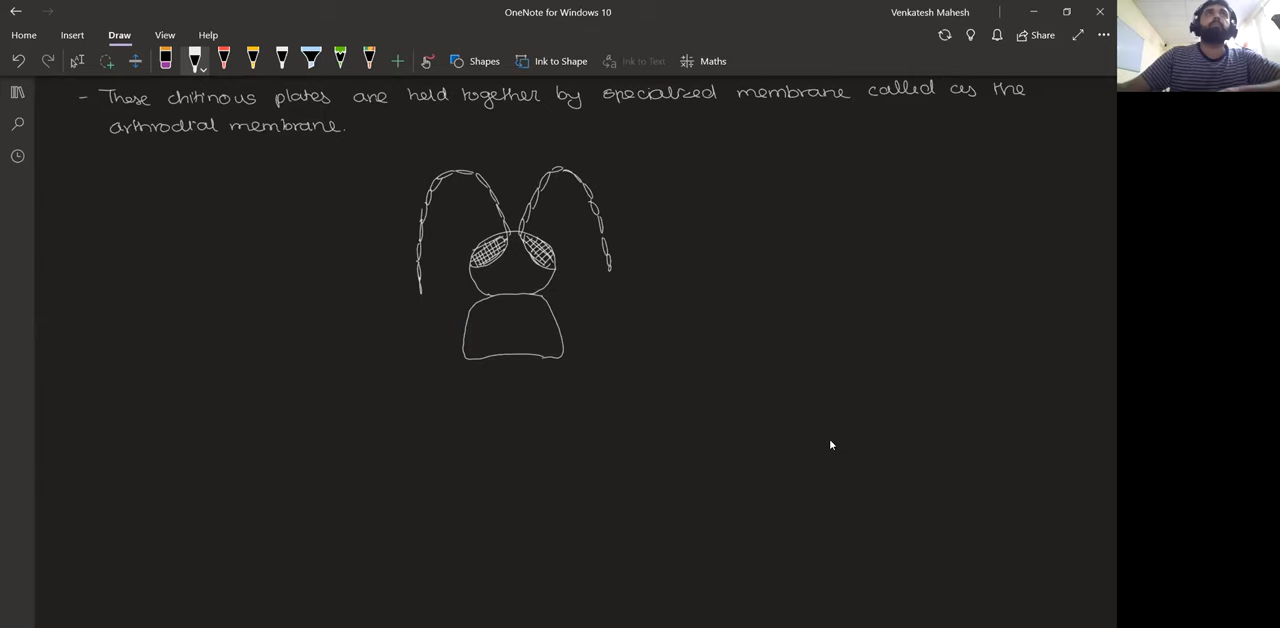 OneNote for Windows 10
Venkatesh Mahesh
Home Insert Draw View Help
Share
Shapes Ink to Shape Ink to Text Maths
- These chitinous plates are held together by specialized membrane called as the
arthrodial membrane.